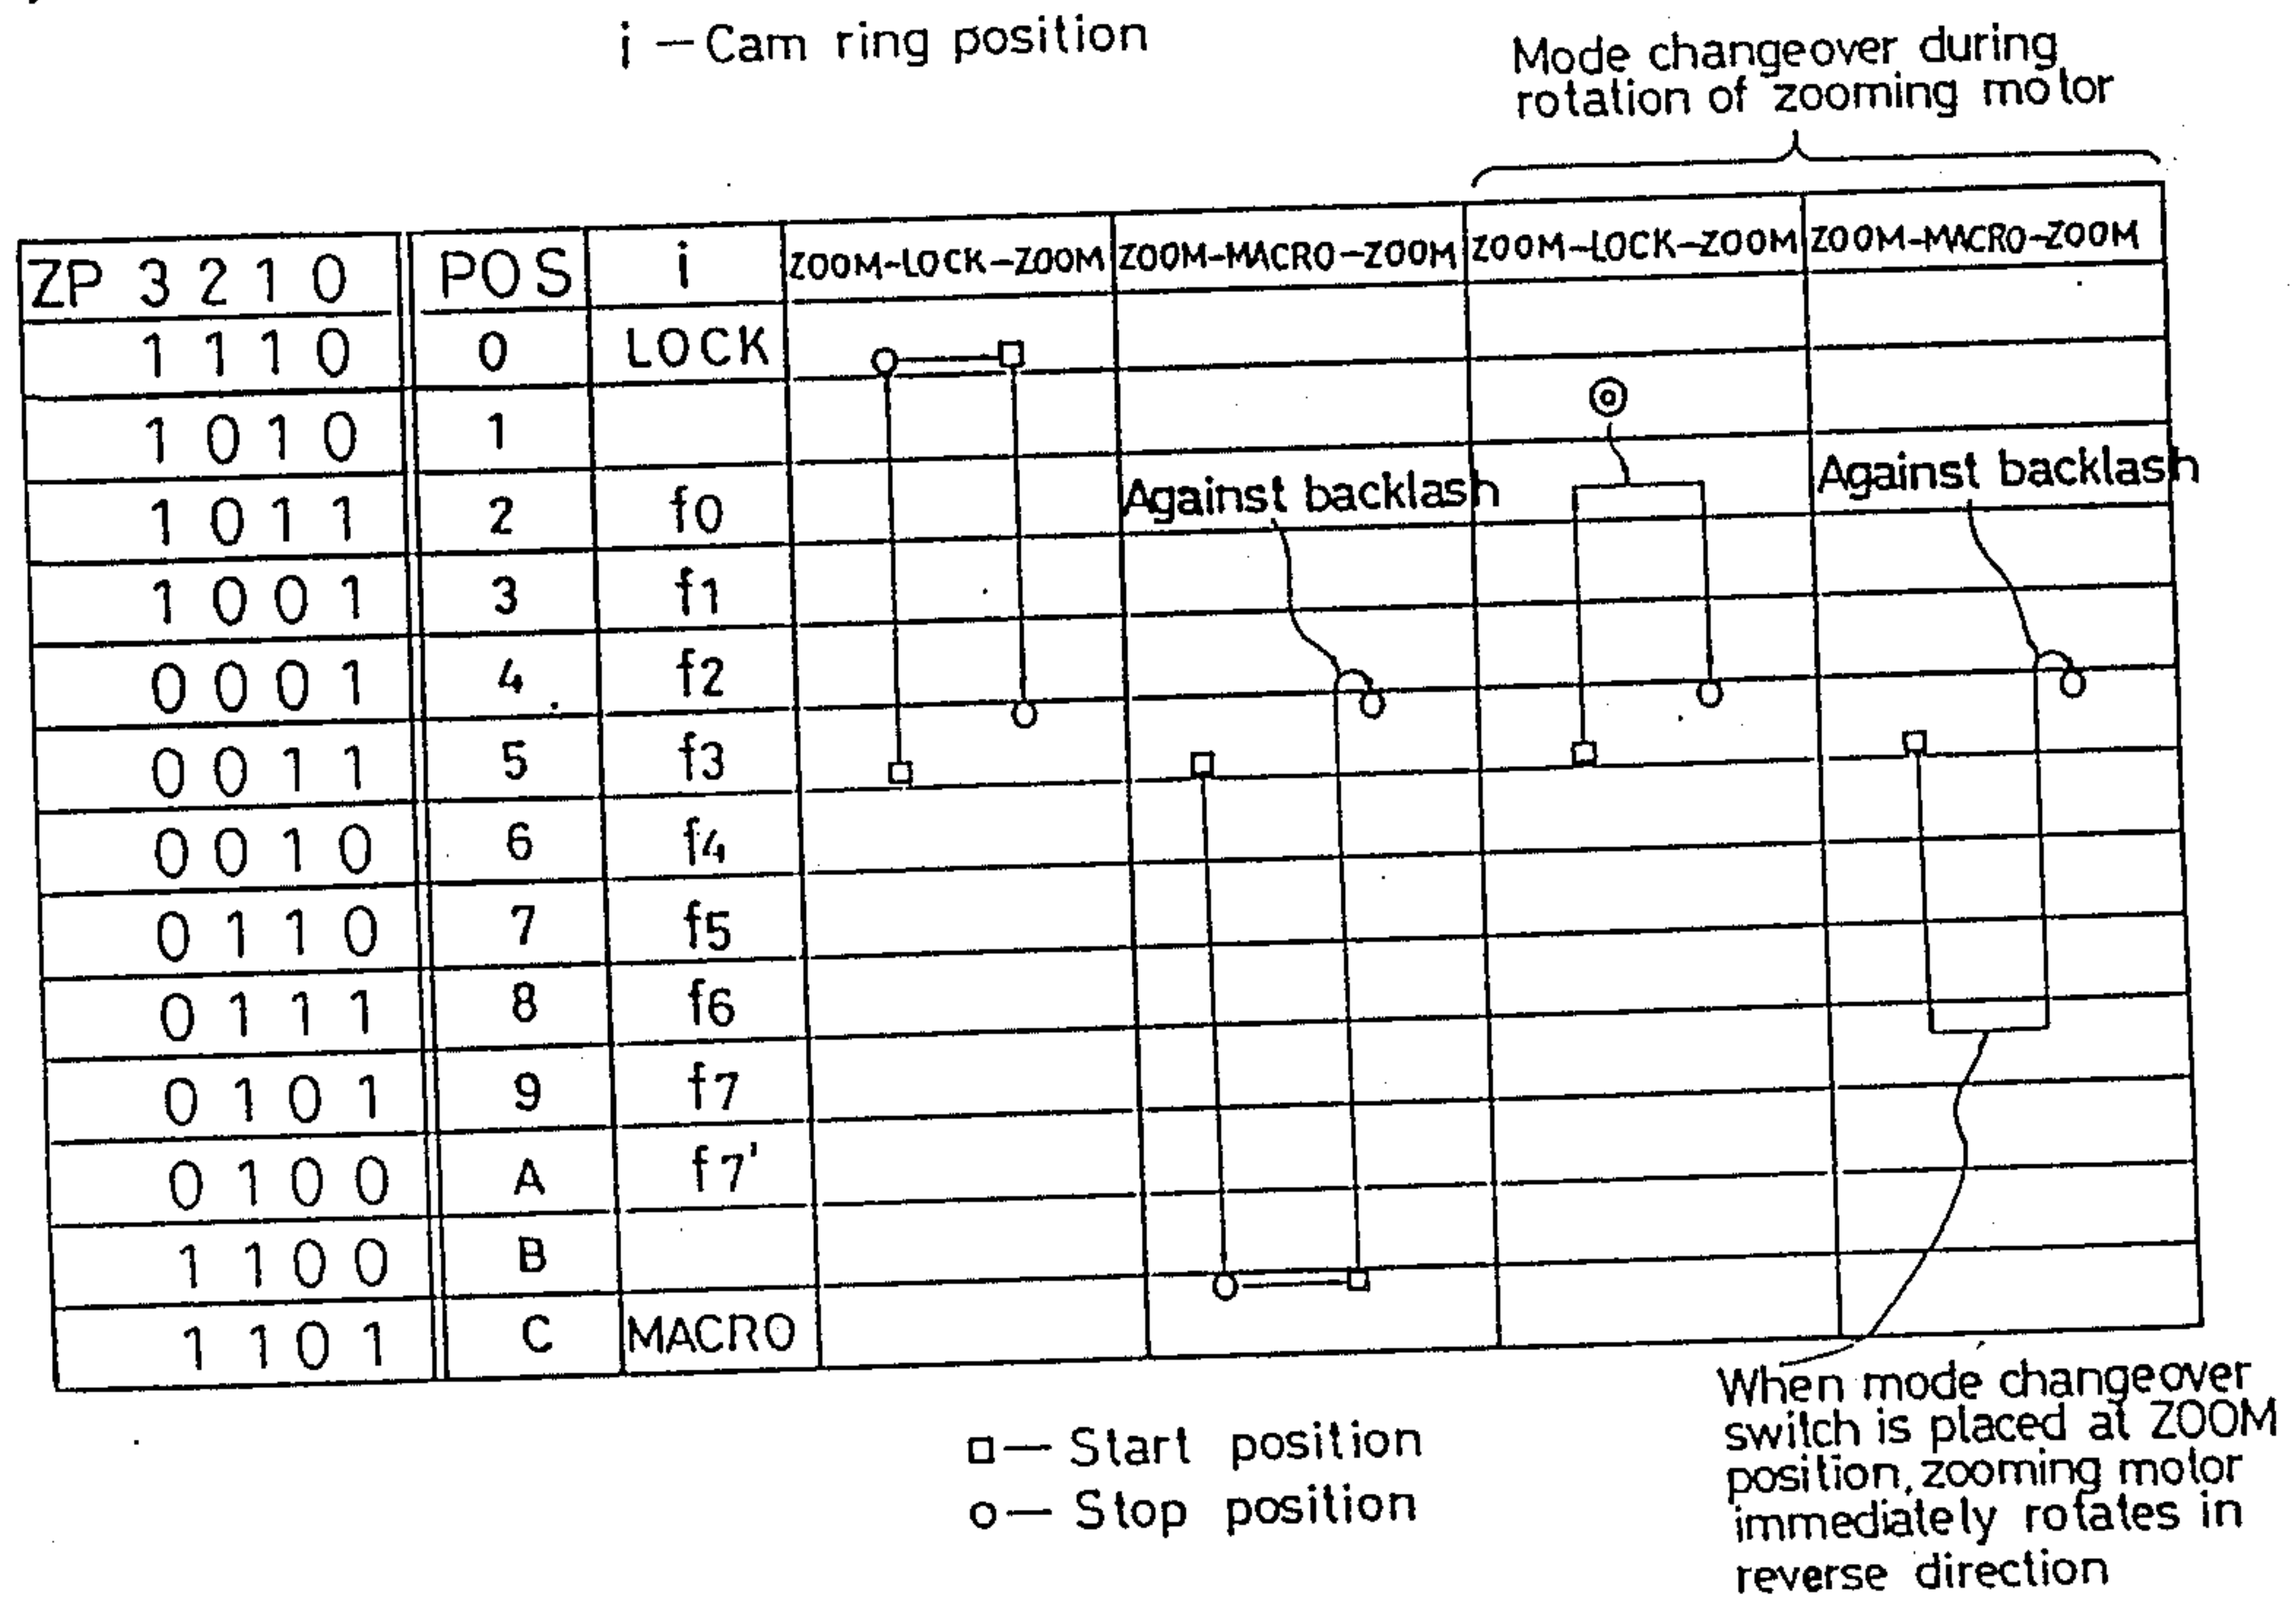 i — Cam ring position
Mode changeover during
rotation of zooming motor
ZP 3 2 1 0 POS i ZOOM-LOCK-ZOOM ZOOM-MACRO-ZOOM ZOOM-LOCK-ZOOM ZOOM-MACRO-ZOOM
1 1 1 0 0 LOCK
1 0 1 0 1
1 0 1 1 2 f0 Against backlash Against backlash
1 0 0 1 3 f1
0 0 0 1 4 f2
0 0 1 1 5 f3
0 0 1 0 6 f4
0 1 1 0 7 f5
0 1 1 1 8 f6
0 1 0 1 9 f7
0 1 0 0 A f7'
1 1 0 0 B
1 1 0 1 C MACRO
□— Start position
○— Stop position
When mode changeover
switch is placed at ZOOM
position, zooming motor
immediately rotates in
reverse direction